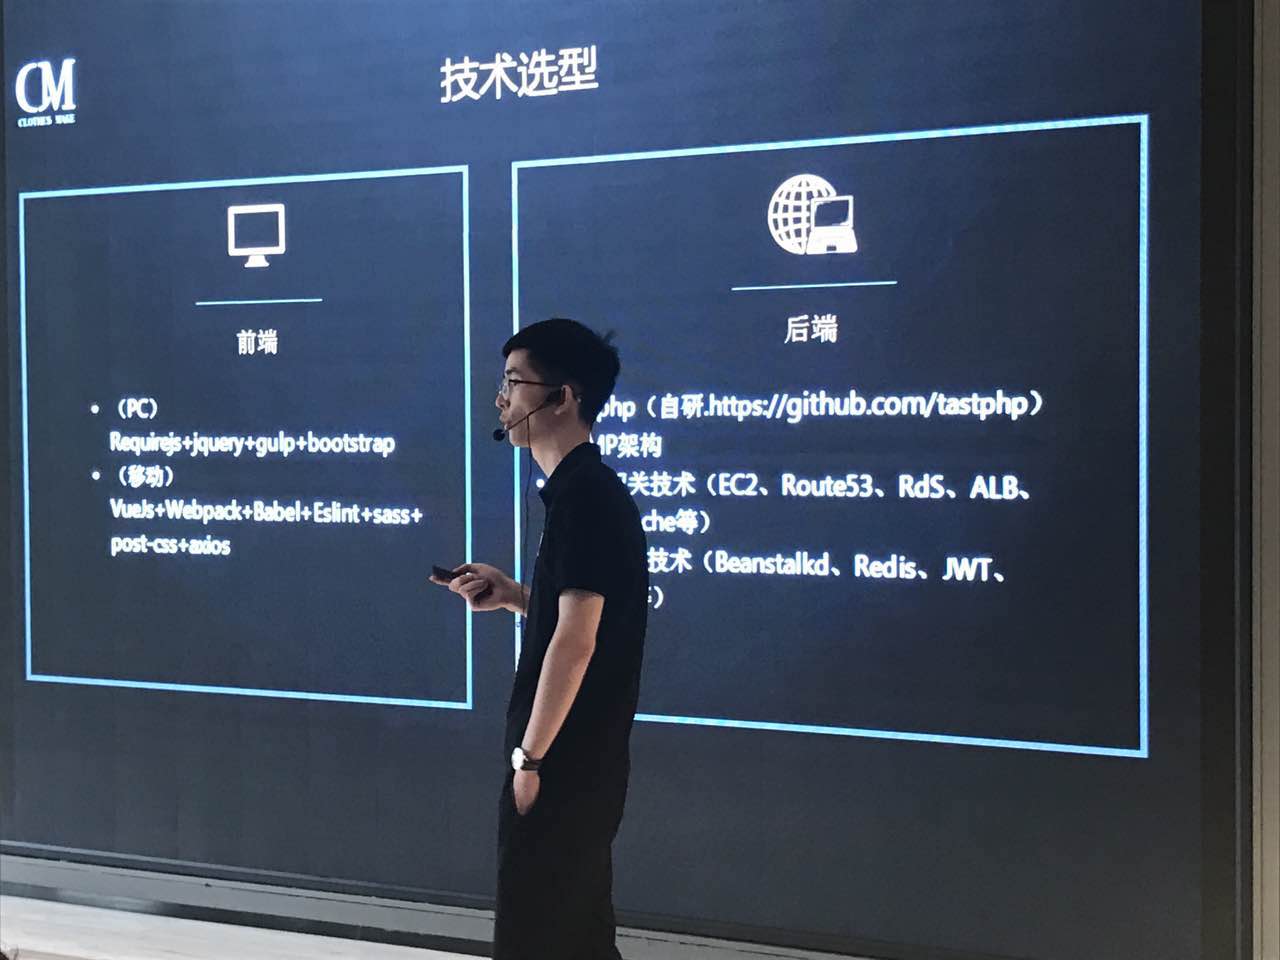 CM
技术选型
前端
(PC)
Requirejs+jquery+gulp+bootstrap
(移动)
VueJs+Webpack+Babel+Eslint+sass+
post-css+axios
后端
php（自研.https://github.com/tastphp）
MP架构
关技术（EC2、Route53、RdS、ALB、
che等）
技术（Beanstalkd、Redis、JWT、
）